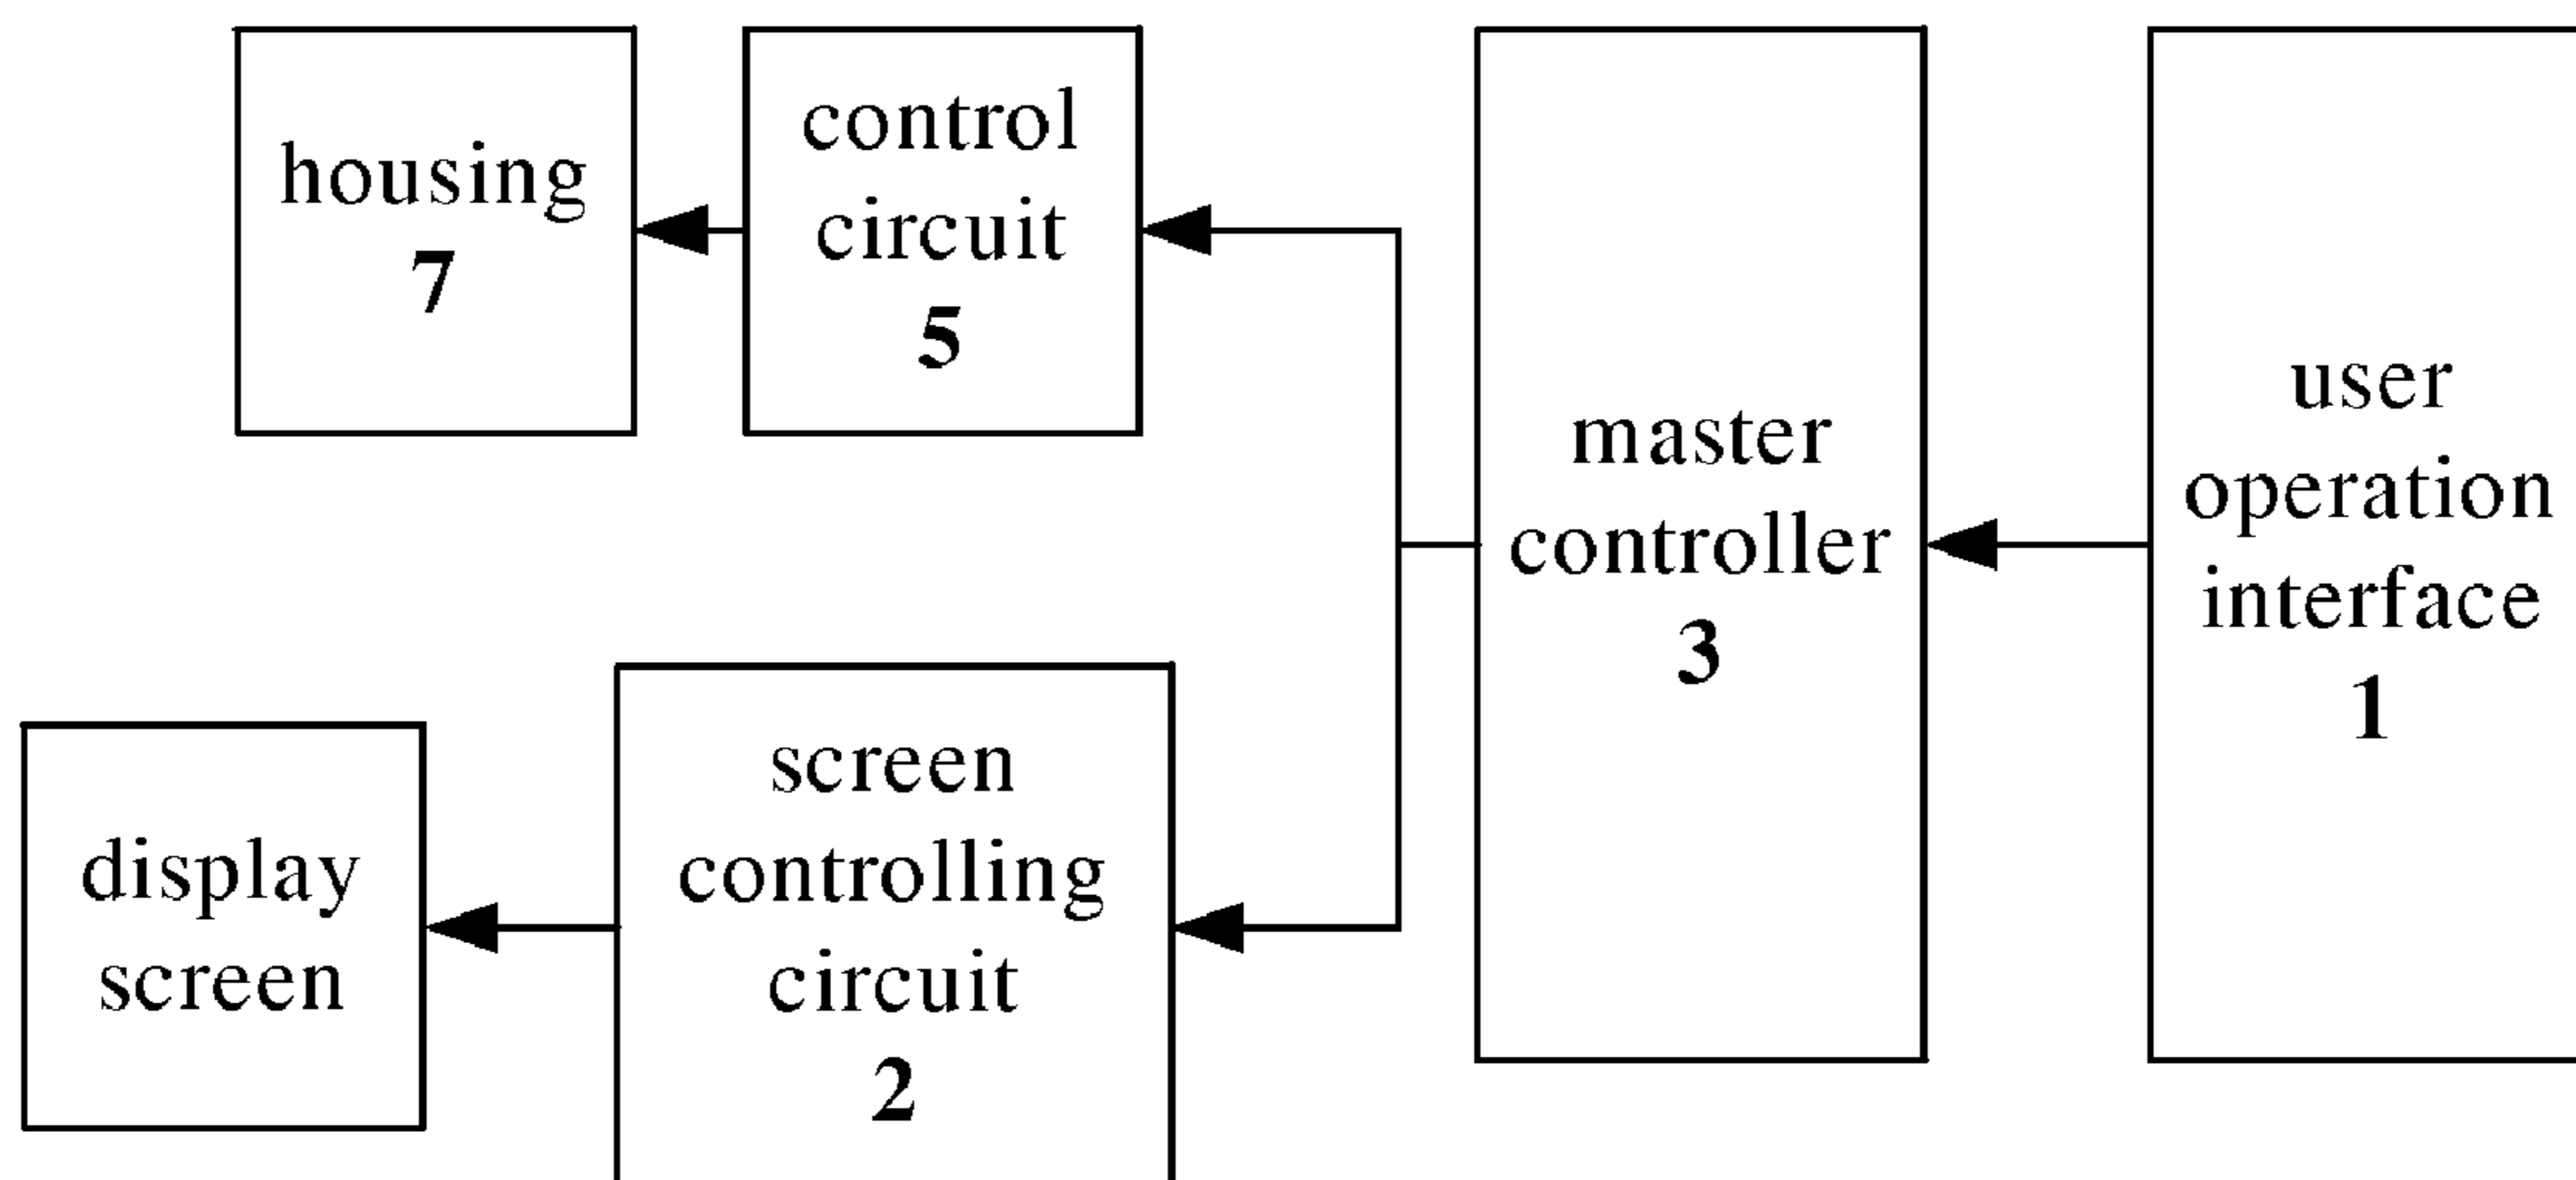 housing
7
control
circuit
5
master
controller
3
user
operation
interface
1
display
screen
screen
controlling
circuit
2